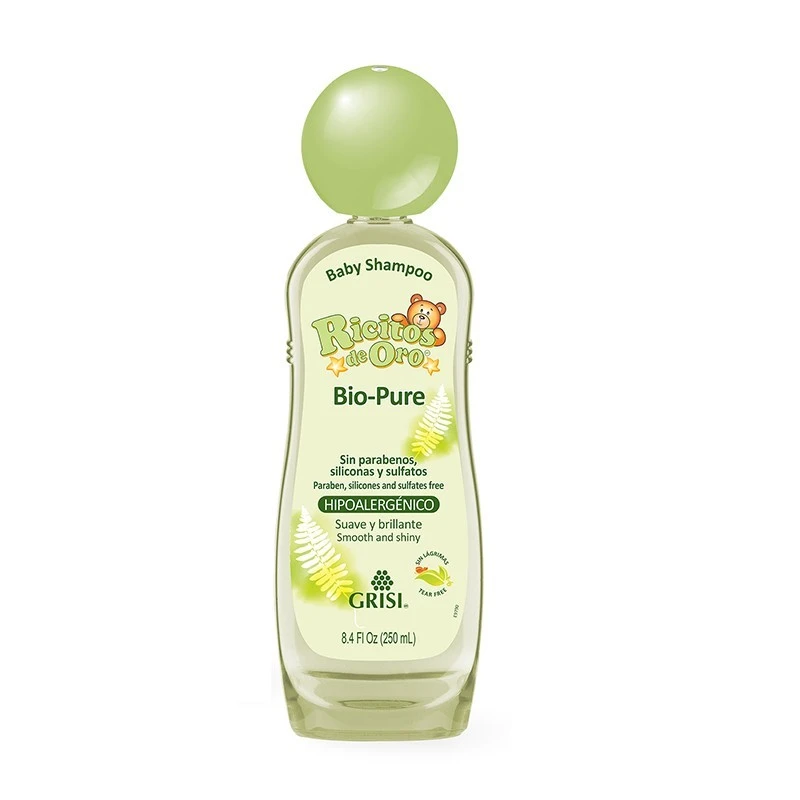 Baby Shampoo
Ricitos
de Oro
Bio-Pure
Sin parabenos,
siliconas y sulfatos
Paraben, silicones and sulfates free
HIPOALERGÉNICO
Suave y brillante
Smooth and shiny
SIN LÁGRIMAS
TEAR FREE
GRISI
8.4 Fl Oz (250 mL)